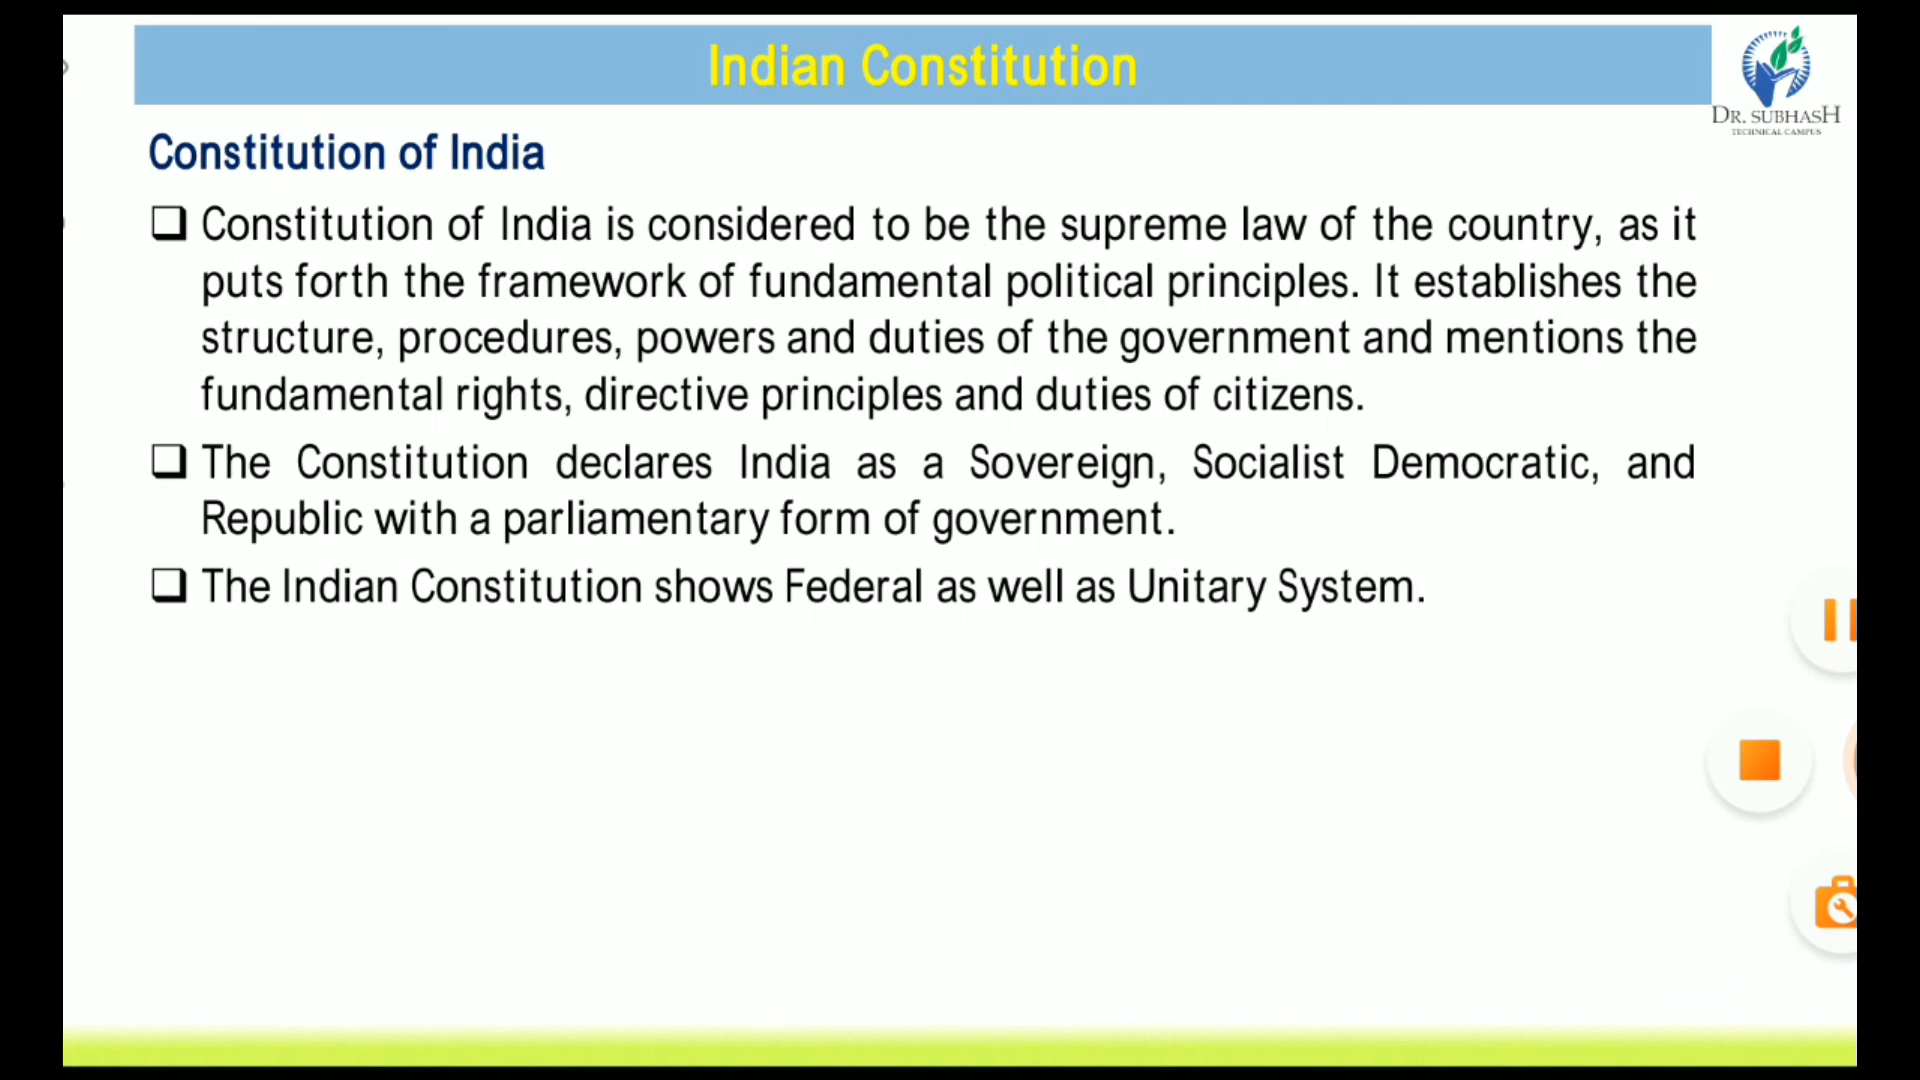 Indian Constitution
DR. SUBHASH
TECHNICAL CAMPUS
Constitution of India
❑ Constitution of India is considered to be the supreme law of the country, as it
puts forth the framework of fundamental political principles. It establishes the
structure, procedures, powers and duties of the government and mentions the
fundamental rights, directive principles and duties of citizens.
❑ The Constitution declares India as a Sovereign, Socialist Democratic, and
Republic with a parliamentary form of government.
❑ The Indian Constitution shows Federal as well as Unitary System.